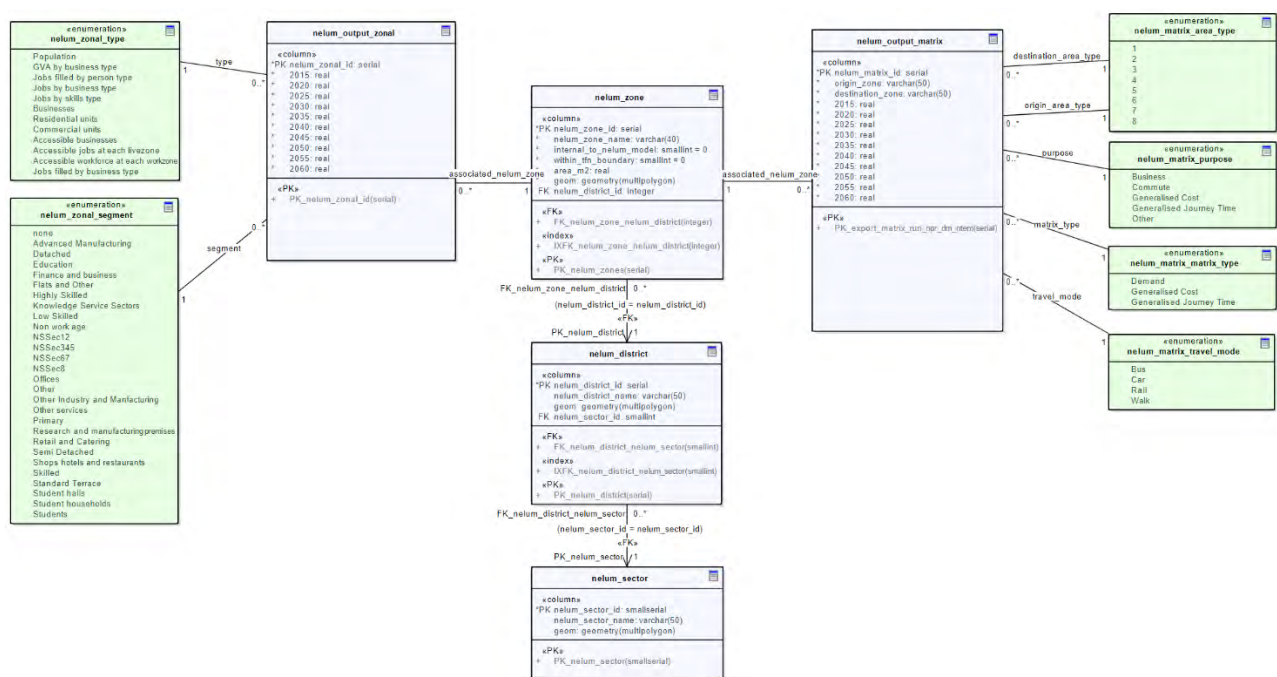 «enumeration»
nelum_zonal_type
Population
GVA by business type
Jobs filled by person type
Jobs by business type
Jobs by skills type
Businesses
Residential units
Commercial units
Accessible businesses
Accessible jobs at each livezone
Accessible workforce at each workzone
Jobs filled by business type
type
1
0..*
«enumeration»
nelum_zonal_segment
none
Advanced Manufacturing
Detached
Education
Finance and business
Flats and Other
Highly Skilled
Knowledge Service Sectors
Low Skilled
Non work age
NSSec12
NSSec345
NSSec67
NSSec8
Offices
Other
Other Industry and Manfacturing
Other services
Primary
Research and manufacturingpremises
Retail and Catering
Semi Detached
Shops hotels and restaurants
Skilled
Standard Terrace
Student halls
Student households
Students
segment
0..*
1
nelum_output_zonal
«column»
*PK nelum_zonal_id: serial
* 2015: real
* 2020: real
* 2025: real
* 2030: real
* 2035: real
* 2040: real
* 2045: real
* 2050: real
* 2055: real
* 2060: real
«PK»
+ PK_nelum_zonal_id(serial)
associated_nelum_zone
0..* 1
nelum_zone
«column»
*PK nelum_zone_id: serial
* nelum_zone_name: varchar(40)
* internal_to_nelum_model: smallint = 0
* within_tfn_boundary: smallint = 0
* area_m2: real
geom: geometry(multipolygon)
FK nelum_district_id: integer
«FK»
+ FK_nelum_zone_nelum_district(integer)
«index»
+ IXFK_nelum_zone_nelum_district(integer)
«PK»
+ PK_nelum_zones(serial)
FK_nelum_zone_nelum_district 0..*
(nelum_district_id = nelum_district_id)
«FK»
PK_nelum_district 1
nelum_district
«column»
*PK nelum_district_id: serial
nelum_district_name: varchar(50)
geom: geometry(multipolygon)
FK nelum_sector_id: smallint
«FK»
+ FK_nelum_district_nelum_sector(smallint)
«index»
+ IXFK_nelum_district_nelum_sector(smallint)
«PK»
+ PK_nelum_district(serial)
FK_nelum_district_nelum_sector 0..*
(nelum_sector_id = nelum_sector_id)
«FK»
PK_nelum_sector 1
nelum_sector
«column»
*PK nelum_sector_id: smallserial
nelum_sector_name: varchar(50)
geom: geometry(multipolygon)
«PK»
+ PK_nelum_sector(smallserial)
associated_nelum_zone
1 0..*
nelum_output_matrix
«column»
*PK nelum_matrix_id: serial
* origin_zone: varchar(50)
* destination_zone: varchar(50)
* 2015: real
* 2020: real
* 2025: real
* 2030: real
* 2035: real
* 2040: real
* 2045: real
* 2050: real
* 2055: real
* 2060: real
«PK»
+ PK_export_matrix_run_npr_dm_ntem(serial)
destination_area_type
0..* 1
origin_area_type
0..* 1
purpose
0..* 1
matrix_type
0..* 1
travel_mode
0..* 1
«enumeration»
nelum_matrix_area_type
1
2
3
4
5
6
7
8
«enumeration»
nelum_matrix_purpose
Business
Commute
Generalised Cost
Generalised Journey Time
Other
«enumeration»
nelum_matrix_matrix_type
Demand
Generalised Cost
Generalised Journey Time
«enumeration»
nelum_matrix_travel_mode
Bus
Car
Rail
Walk